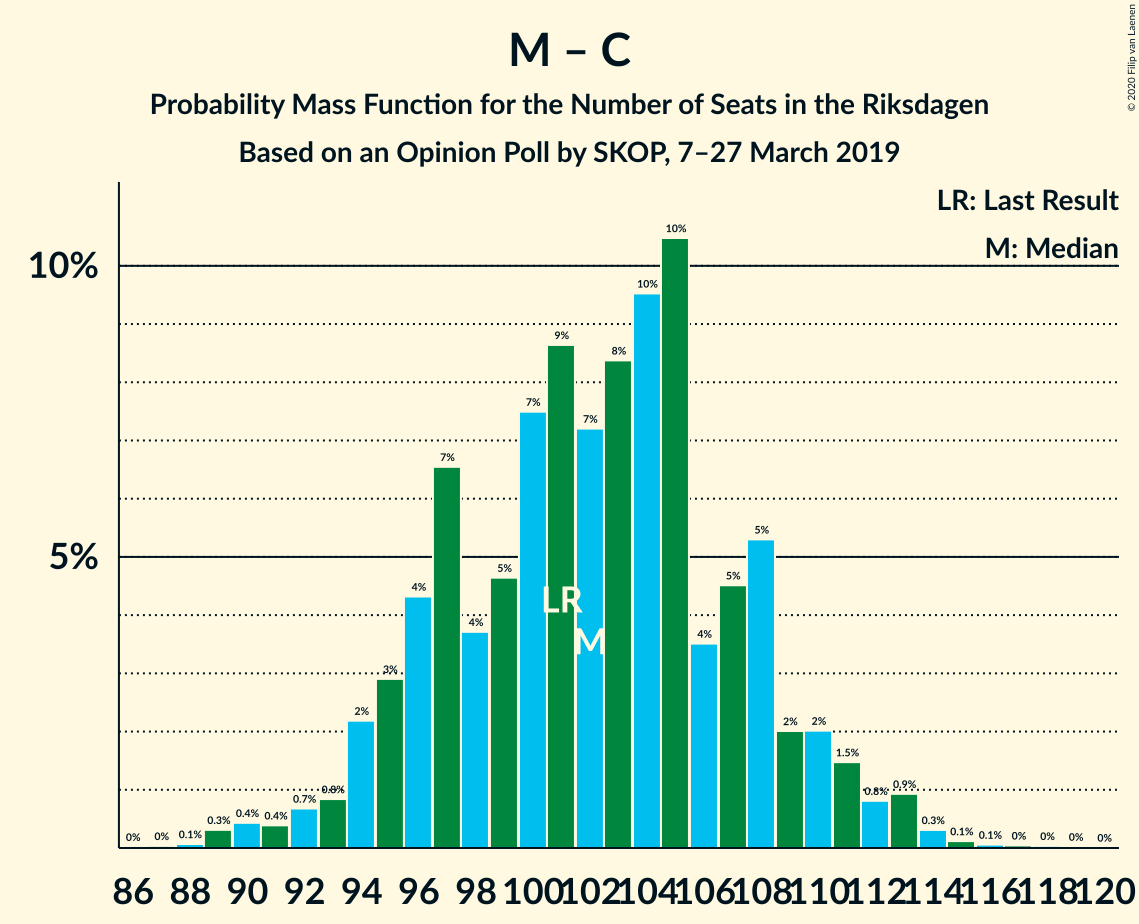 © 2020 Filip van Laenen
M – C
Probability Mass Function for the Number of Seats in the Riksdagen
Based on an Opinion Poll by SKOP, 7–27 March 2019
LR: Last Result
M: Median
10%
5%
0% 0% 0.1% 0.3% 0.4% 0.4% 0.7% 0.8% 2% 3% 4% 7% 4% 5% 7% 9% 7% 8% 10% 10% 4% 5% 5% 2% 2% 1.5% 0.8% 0.9% 0.3% 0.1% 0.1% 0% 0% 0% 0%
LR
M
86 88 90 92 94 96 98 100 102 104 106 108 110 112 114 116 118 120